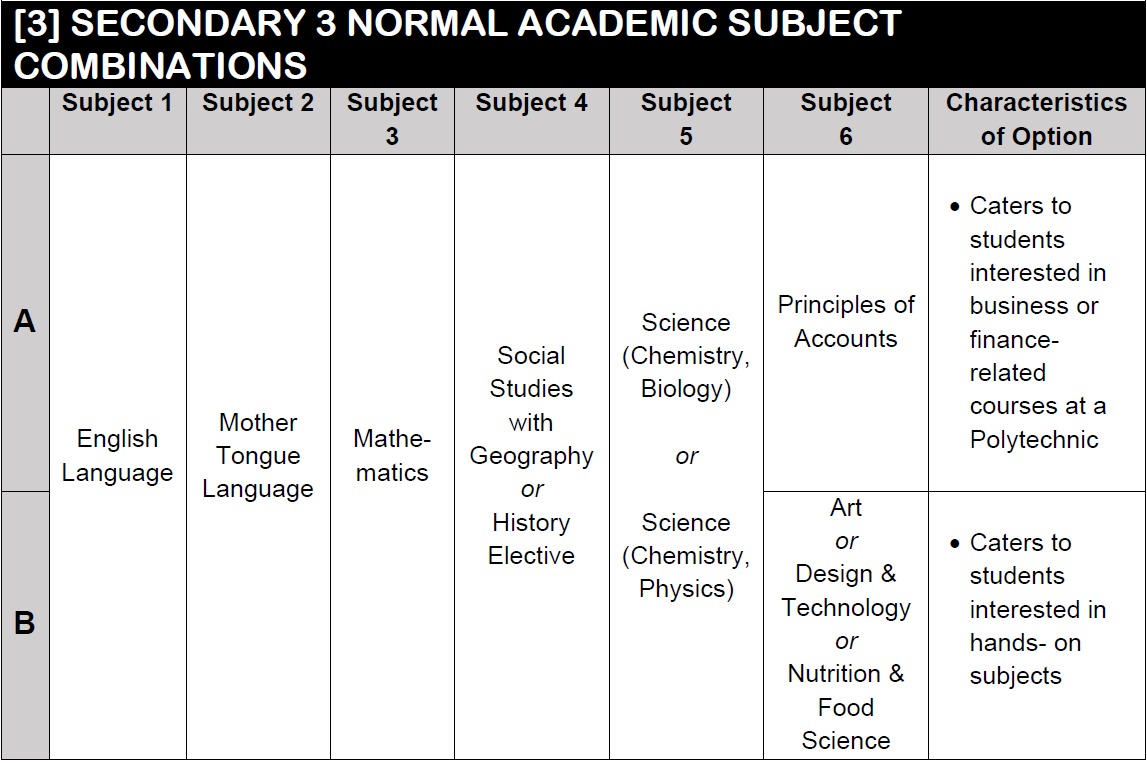 [3] SECONDARY 3 NORMAL ACADEMIC SUBJECT
COMBINATIONS
Subject 1
Subject 2
Subject
3
Subject 4
Subject
5
Subject
6
Characteristics
of Option
A
English
Language
Mother
Tongue
Language
Mathe-
matics
Social
Studies
with
Geography
or
History
Elective
Science
(Chemistry,
Biology)
or
Science
(Chemistry,
Physics)
Principles of
Accounts
• Caters to
students
interested in
business or
finance-
related
courses at a
Polytechnic
B
Art
or
Design &
Technology
or
Nutrition &
Food
Science
• Caters to
students
interested in
hands- on
subjects